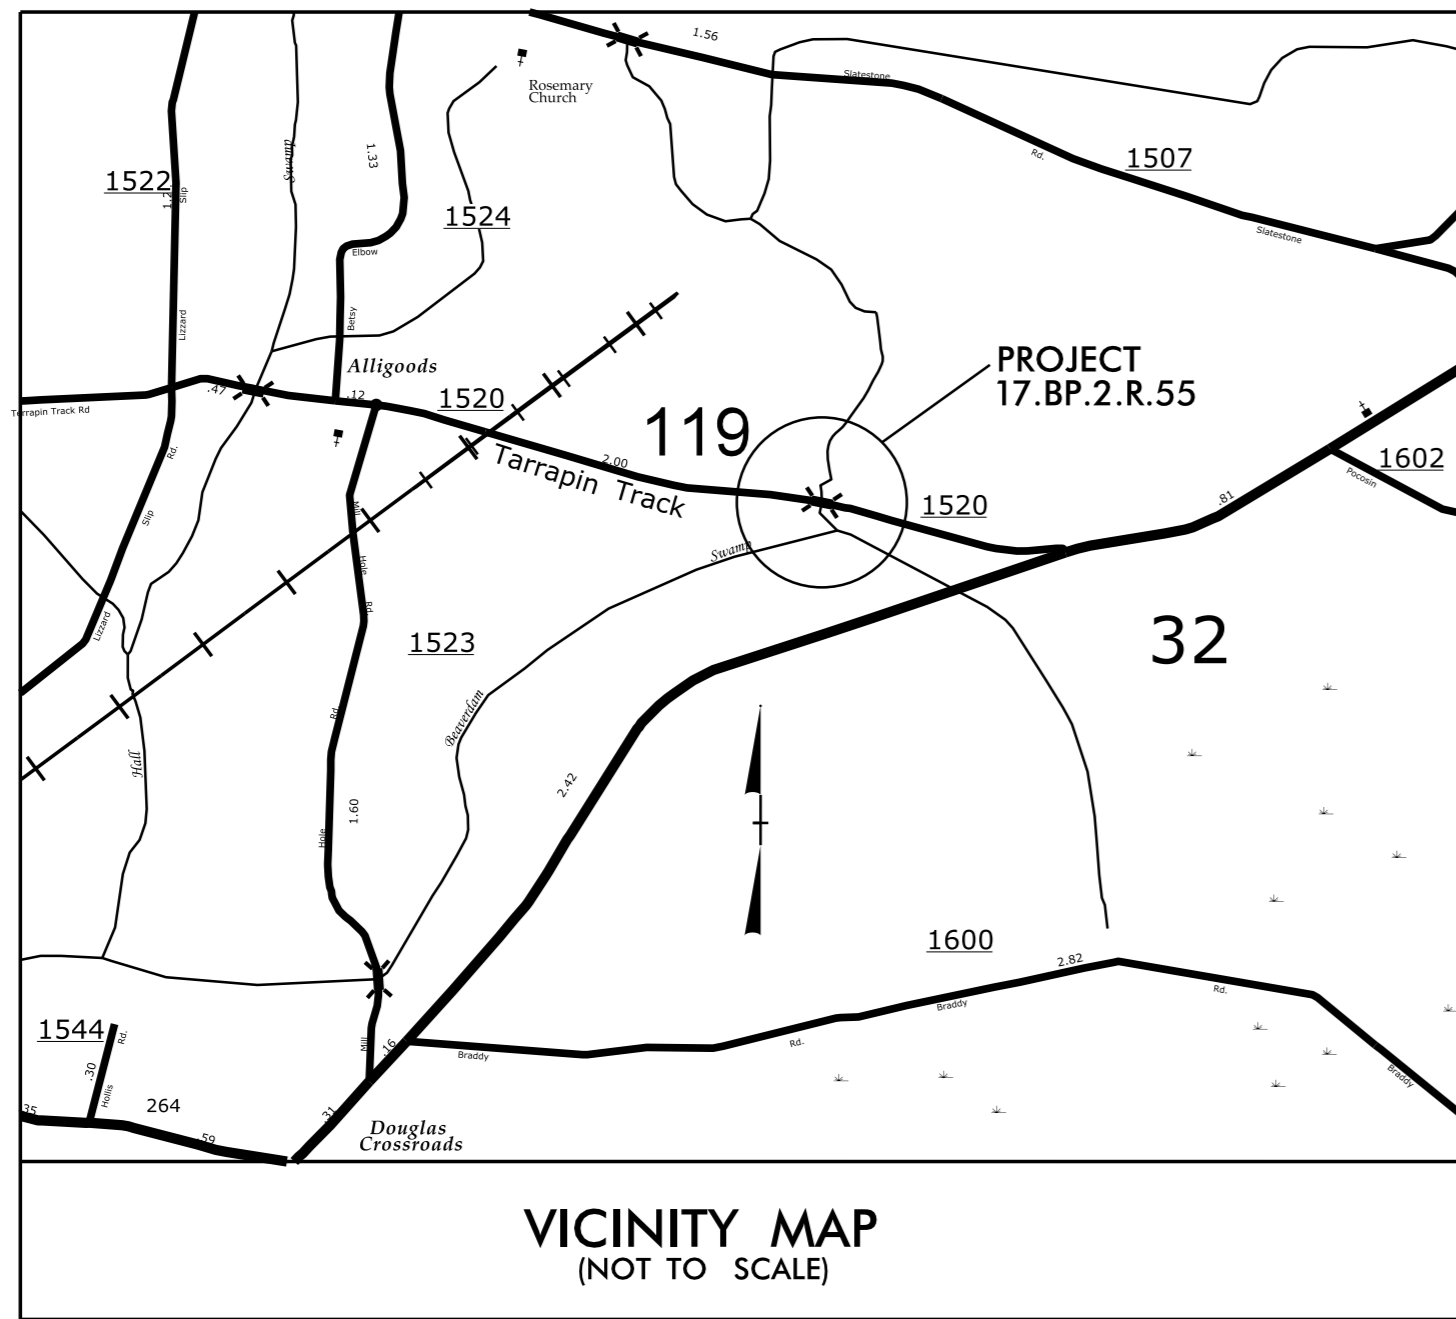 1.56
Slatestone
Rosemary
Church
1507
Rd.
Swamp
1.33
1522
Slip
1524
Slatestone
Elbow
Lizzard
Betsy
PROJECT
17.BP.2.R.55
Alligoods
.47
.12
1520
Terrapin Track Rd
119
Rd.
Tarrapin Track
2.00
1602
Pocosin
.81
1520
Mill
Slip
Swamp
Hole
Rd.
Lizzard
1523
32
Rd.
Beaverdam
Hall
2.42
1.60
Hole
1600
2.82
Rd.
Braddy
1544
Rd.
Mill
.16
Braddy
Rd.
.30
Hollis
Braddy
.35
264
.59
.31
Douglas
Crossroads
VICINITY MAP
(NOT TO SCALE)